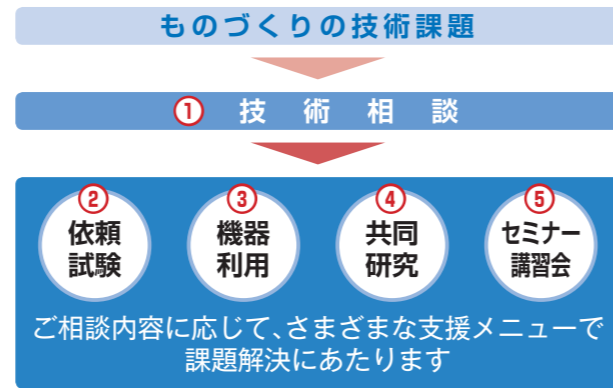 ものづくりの技術課題
① 技術相談
②
依頼
試験
③
機器
利用
④
共同
研究
⑤
セミナー
講習会
ご相談内容に応じて、さまざまな支援メニューで
課題解決にあたります